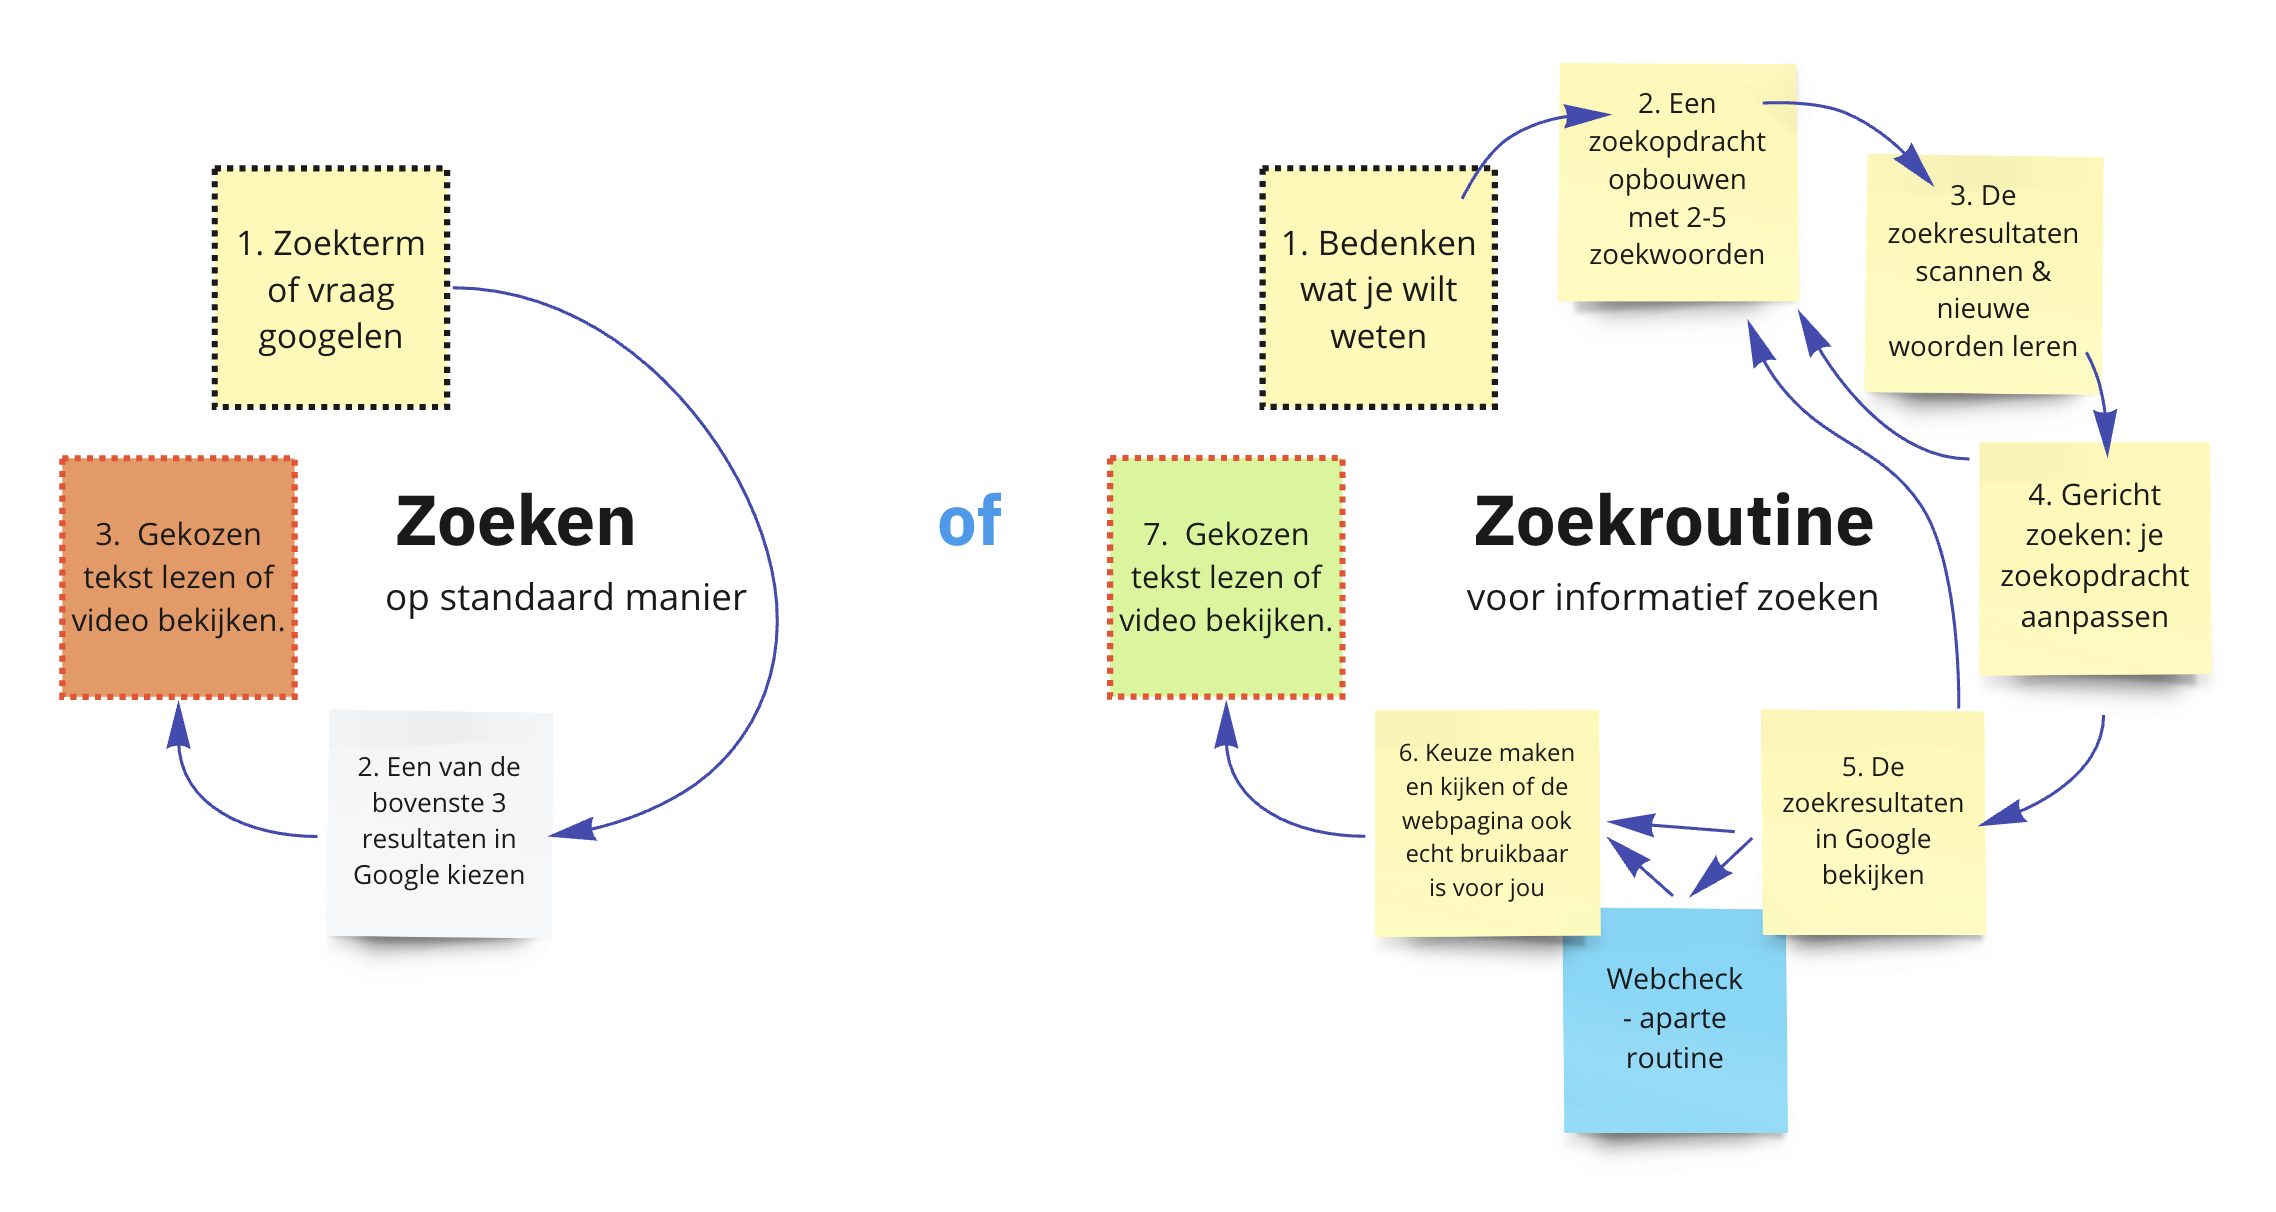 1. Zoekterm
of vraag
googelen
2. Een van de
bovenste 3
resultaten in
Google kiezen
3. Gekozen
tekst lezen of
video bekijken.
Zoeken
op standaard manier
of
Zoekroutine
voor informatief zoeken
1. Bedenken
wat je wilt
weten
2. Een
zoekopdracht
opbouwen
met 2-5
zoekwoorden
3. De
zoekresultaten
scannen &
nieuwe
woorden leren
4. Gericht
zoeken: je
zoekopdracht
aanpassen
5. De
zoekresultaten
in Google
bekijken
Webcheck
- aparte
routine
6. Keuze maken
en kijken of de
webpagina ook
echt bruikbaar
is voor jou
7. Gekozen
tekst lezen of
video bekijken.